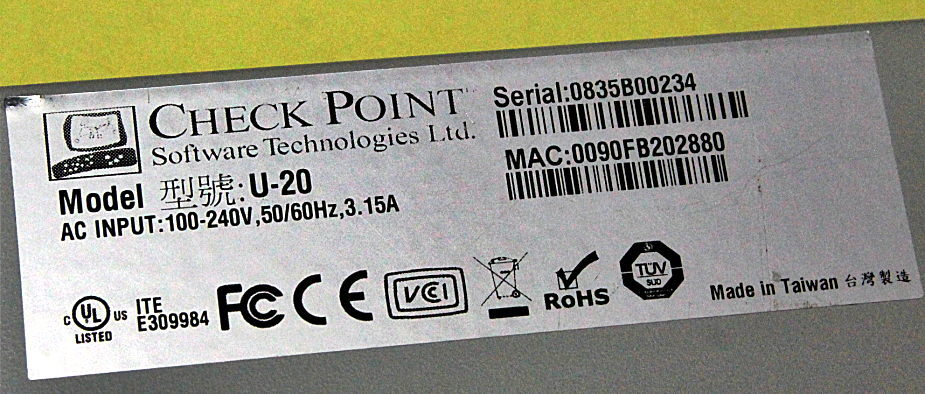 CHECK POINT
Software Technologies Ltd.
Serial:0835B00234
MAC:0090FB202880
Model 型號: U-20
AC INPUT:100-240V,50/60Hz,3.15A
C UL US
LISTED
ITE
E309984
FC CE VCI
RoHS
TÜV
SUD
Made in Taiwan 台灣製造